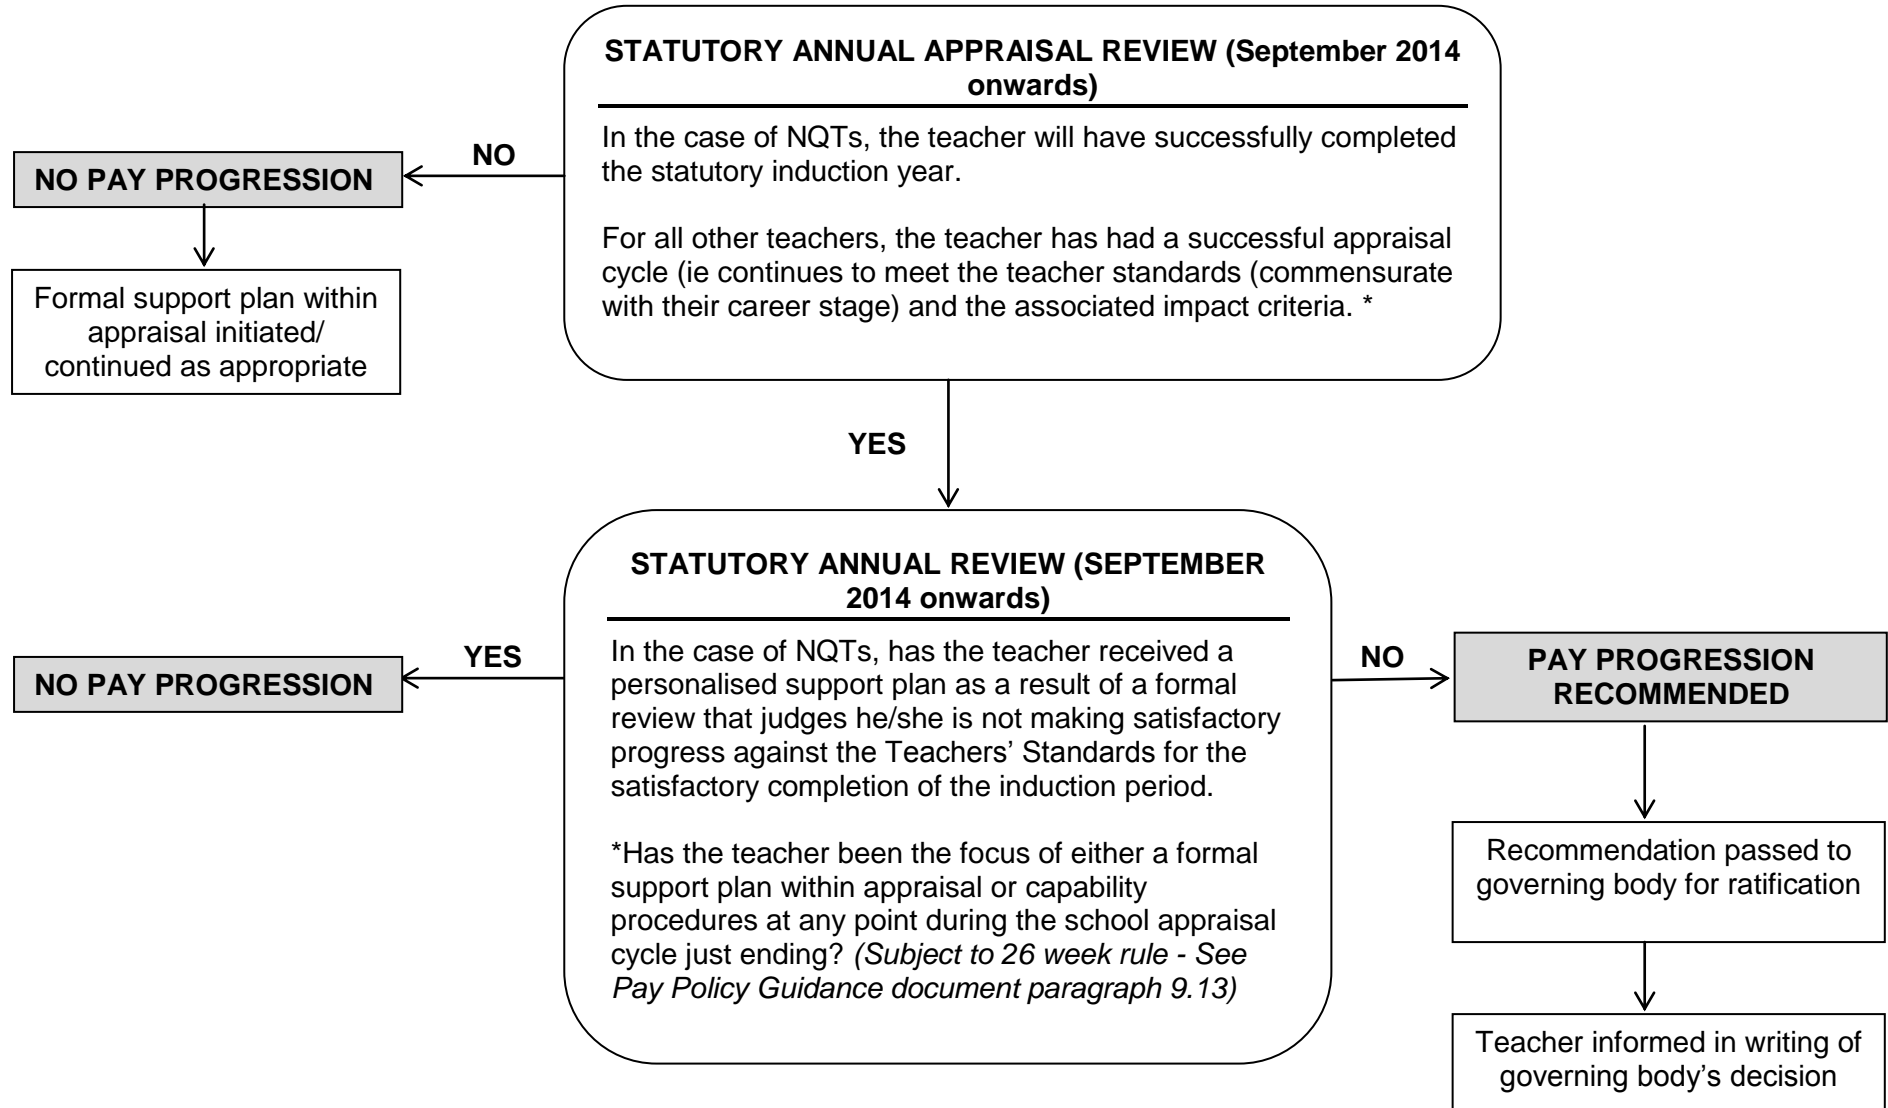 STATUTORY ANNUAL APPRAISAL REVIEW (September 2014
onwards)
In the case of NQTs, the teacher will have successfully completed
the statutory induction year.
For all other teachers, the teacher has had a successful appraisal
cycle (ie continues to meet the teacher standards (commensurate
with their career stage) and the associated impact criteria. *
NO
NO PAY PROGRESSION
Formal support plan within
appraisal initiated/
continued as appropriate
YES
STATUTORY ANNUAL REVIEW (SEPTEMBER
2014 onwards)
In the case of NQTs, has the teacher received a
personalised support plan as a result of a formal
review that judges he/she is not making satisfactory
progress against the Teachers’ Standards for the
satisfactory completion of the induction period.
*Has the teacher been the focus of either a formal
support plan within appraisal or capability
procedures at any point during the school appraisal
cycle just ending? (Subject to 26 week rule - See
Pay Policy Guidance document paragraph 9.13)
YES
NO PAY PROGRESSION
NO
PAY PROGRESSION
RECOMMENDED
Recommendation passed to
governing body for ratification
Teacher informed in writing of
governing body’s decision